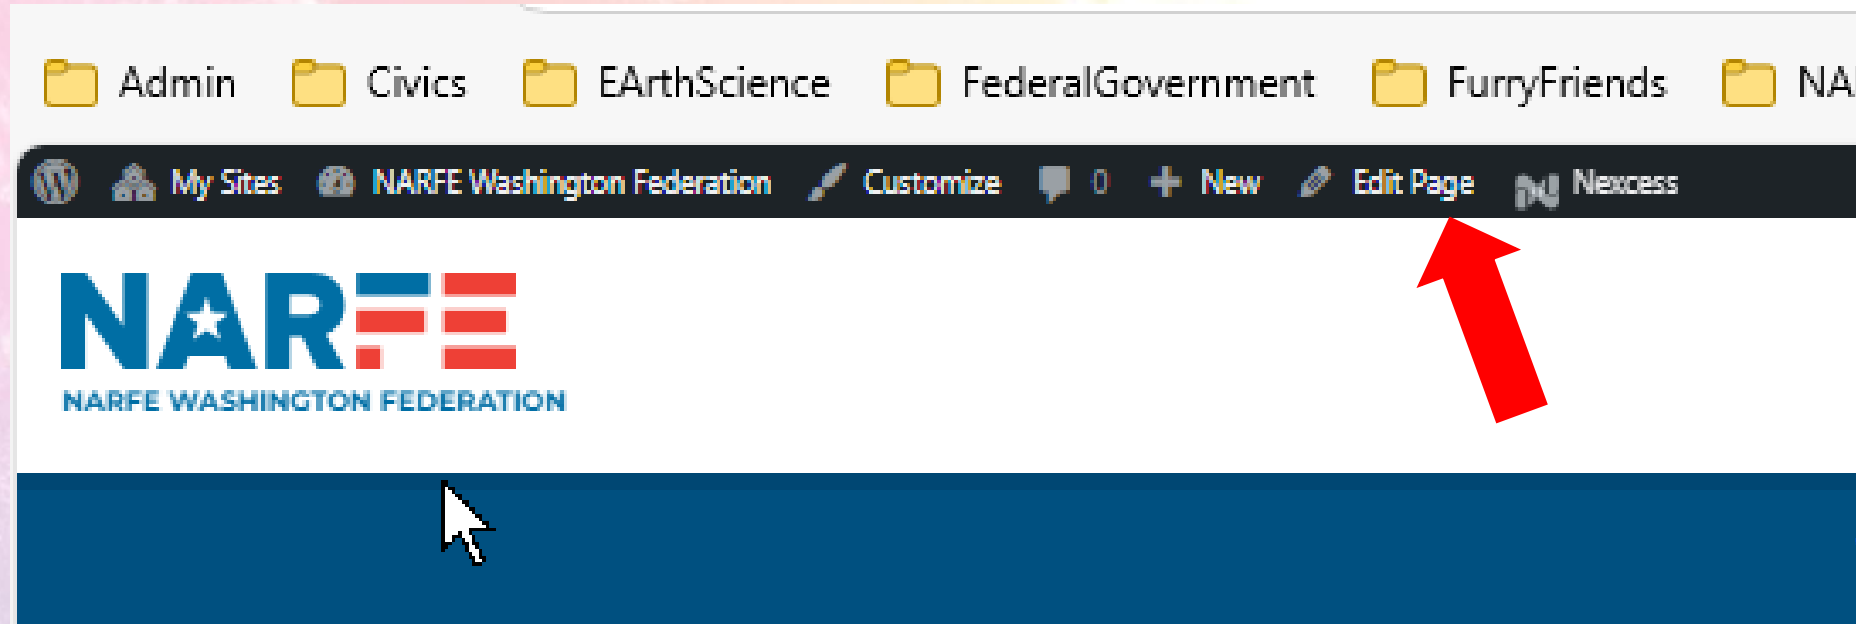 Admin Civics EArthScience FederalGovernment FurryFriends
My Sites NARFE Washington Federation Customize 0 New Edit Page Nexcess
NARFE
NARFE WASHINGTON FEDERATION